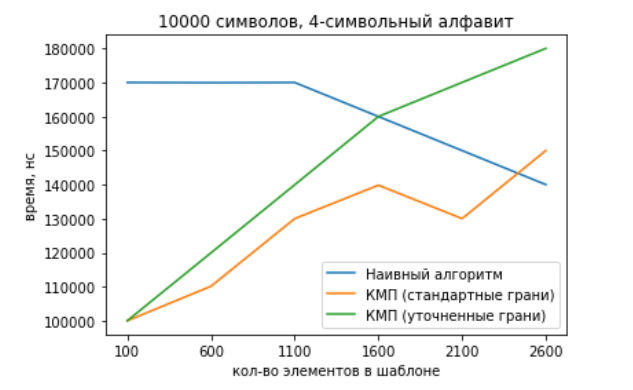 10000 символов, 4-символьный алфавит
180000
170000
160000
150000
140000
130000
120000
110000
100000
время, нс
Наивный алгоритм
КМП (стандартные грани)
КМП (уточненные грани)
100 600 1100 1600 2100 2600
кол-во элементов в шаблоне